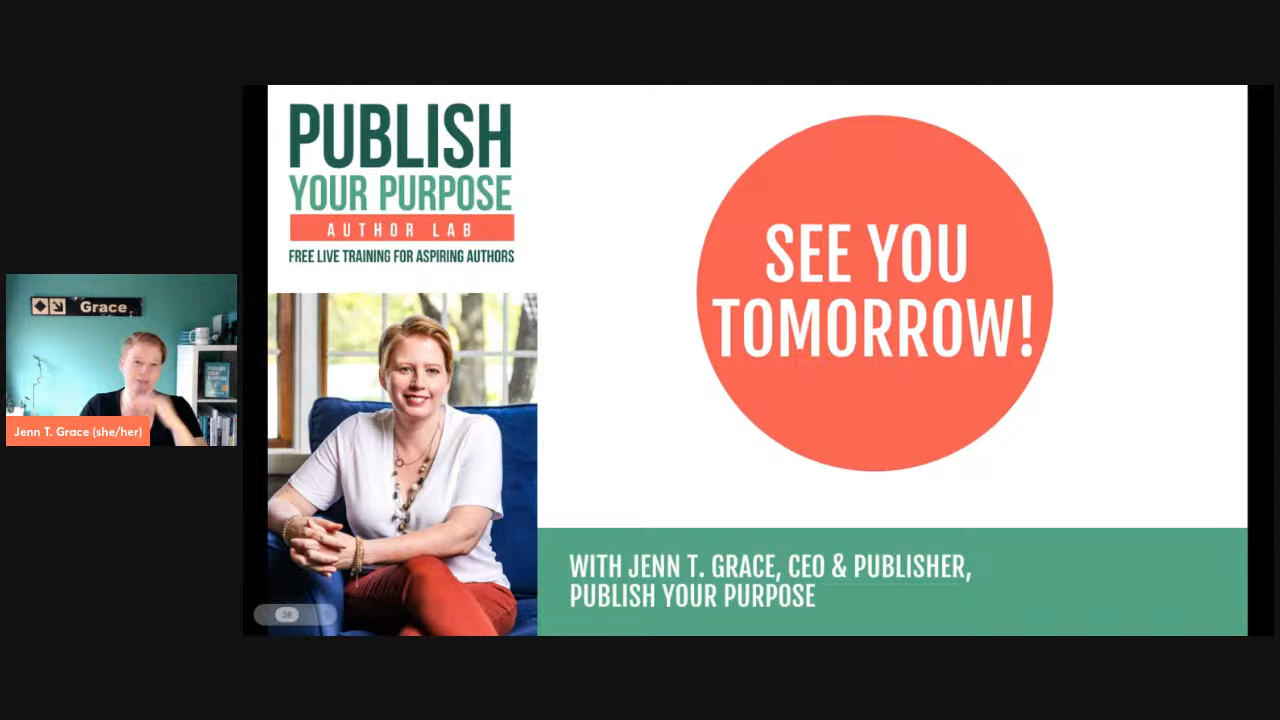 Grace
Jenn T. Grace (she/her)
PUBLISH
YOUR PURPOSE
AUTHOR LAB
FREE LIVE TRAINING FOR ASPIRING AUTHORS
SEE YOU
TOMORROW!
WITH JENN T. GRACE, CEO & PUBLISHER,
PUBLISH YOUR PURPOSE
38